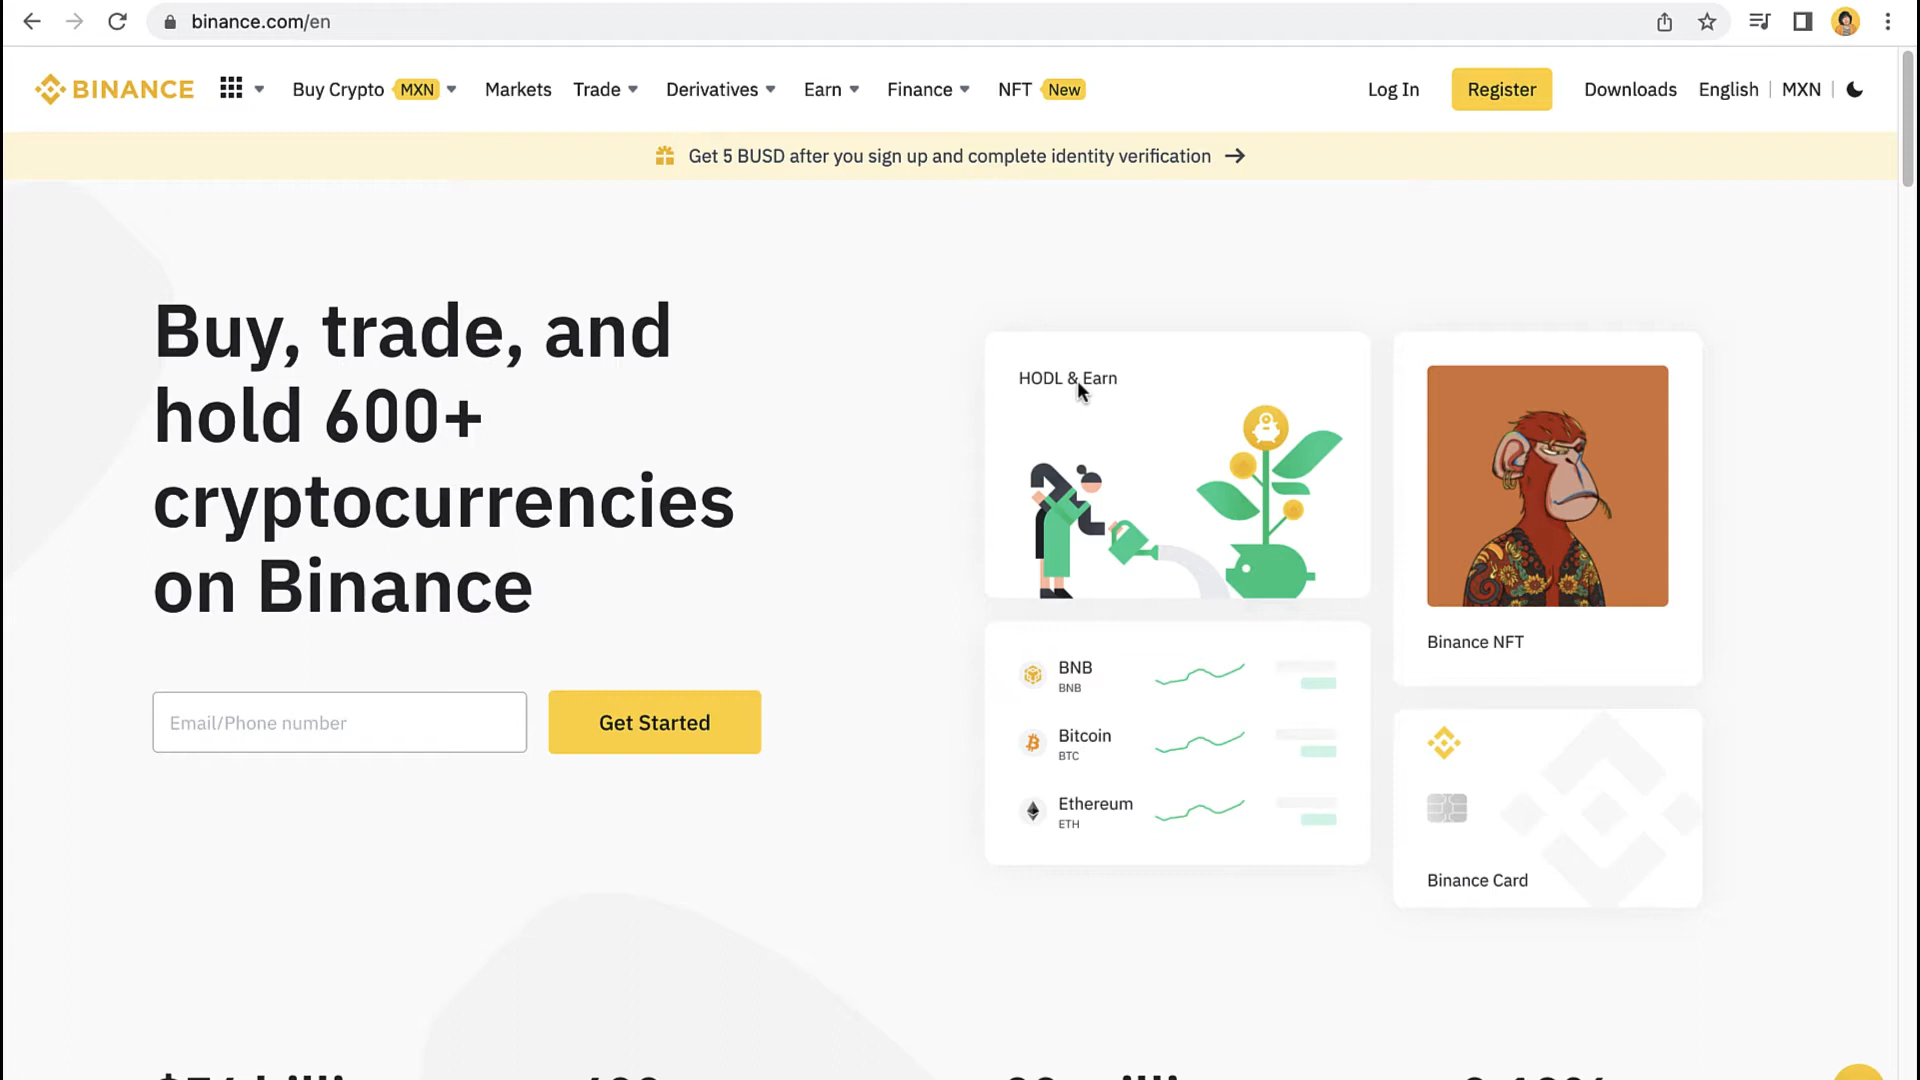 binance.com/en
BINANCE
Buy Crypto MXN
Markets
Trade
Derivatives
Earn
Finance
NFT New
Log In
Register
Downloads
English
MXN
Get 5 BUSD after you sign up and complete identity verification →
Buy, trade, and
hold 600+
cryptocurrencies
on Binance
Email/Phone number
Get Started
HODL & Earn
BNB
BNB
Bitcoin
BTC
Ethereum
ETH
Binance NFT
Binance Card